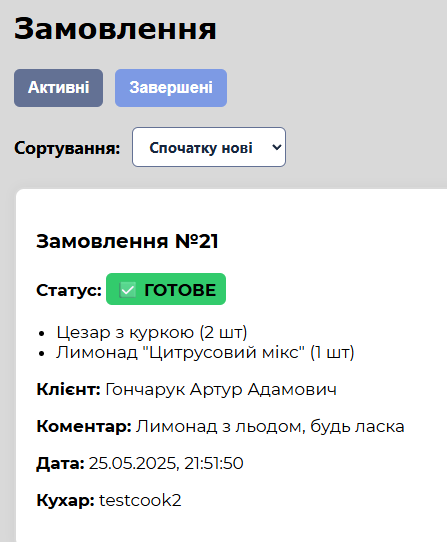 Замовлення
Активні Завершені
Сортування: Спочатку нові
Замовлення №21
Статус: ✅ ГОТОВЕ
• Цезар з куркою (2 шт)
• Лимонад "Цитрусовий мікс" (1 шт)
Клієнт: Гончарук Артур Адамович
Коментар: Лимонад з льодом, будь ласка
Дата: 25.05.2025, 21:51:50
Кухар: testcook2